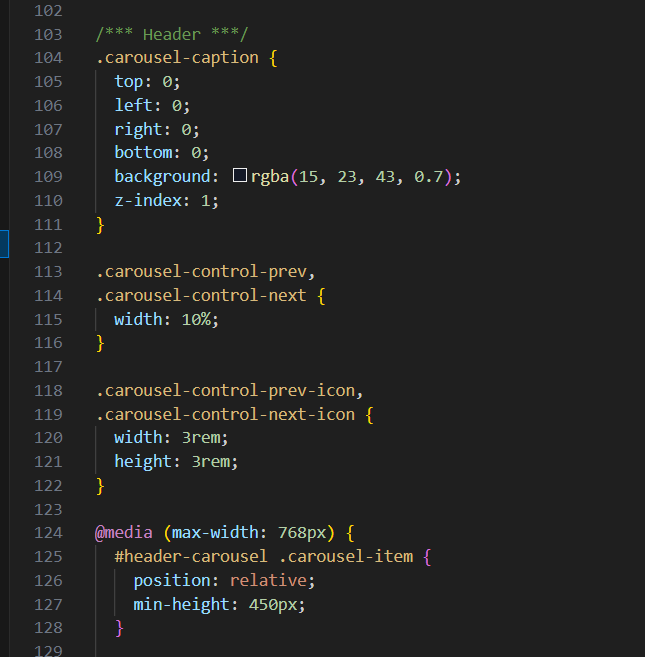 102
103 /*** Header ***/
104 .carousel-caption {
105 top: 0;
106 left: 0;
107 right: 0;
108 bottom: 0;
109 background: rgba(15, 23, 43, 0.7);
110 z-index: 1;
111 }
112
113 .carousel-control-prev,
114 .carousel-control-next {
115 width: 10%;
116 }
117
118 .carousel-control-prev-icon,
119 .carousel-control-next-icon {
120 width: 3rem;
121 height: 3rem;
122 }
123
124 @media (max-width: 768px) {
125 #header-carousel .carousel-item {
126 position: relative;
127 min-height: 450px;
128 }
129